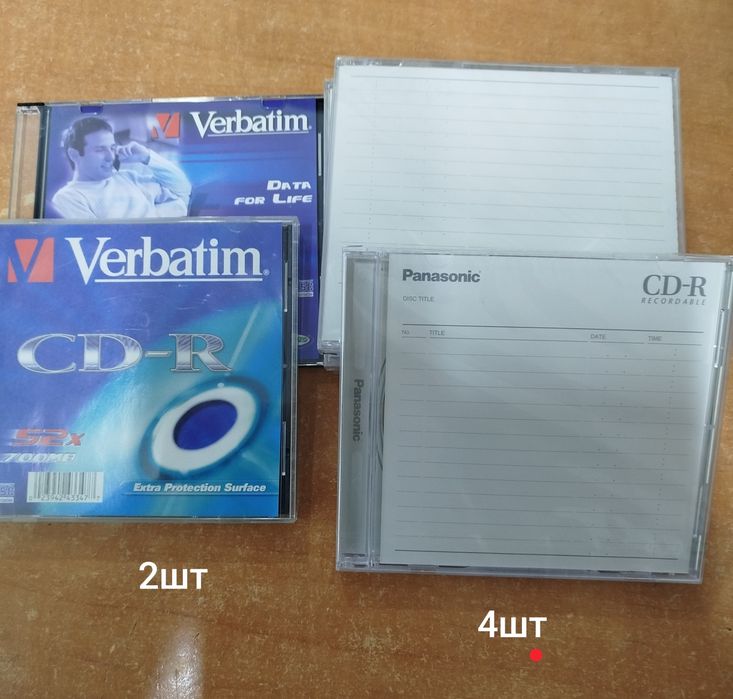 Verbatim
DATA
FOR LIFE
Verbatim
CD-R
52x
700MB
Extra Protection Surface
2шт
Panasonic
CD-R
RECORDABLE
DISC TITLE
No. TITLE DATE TIME
Panasonic
4шт